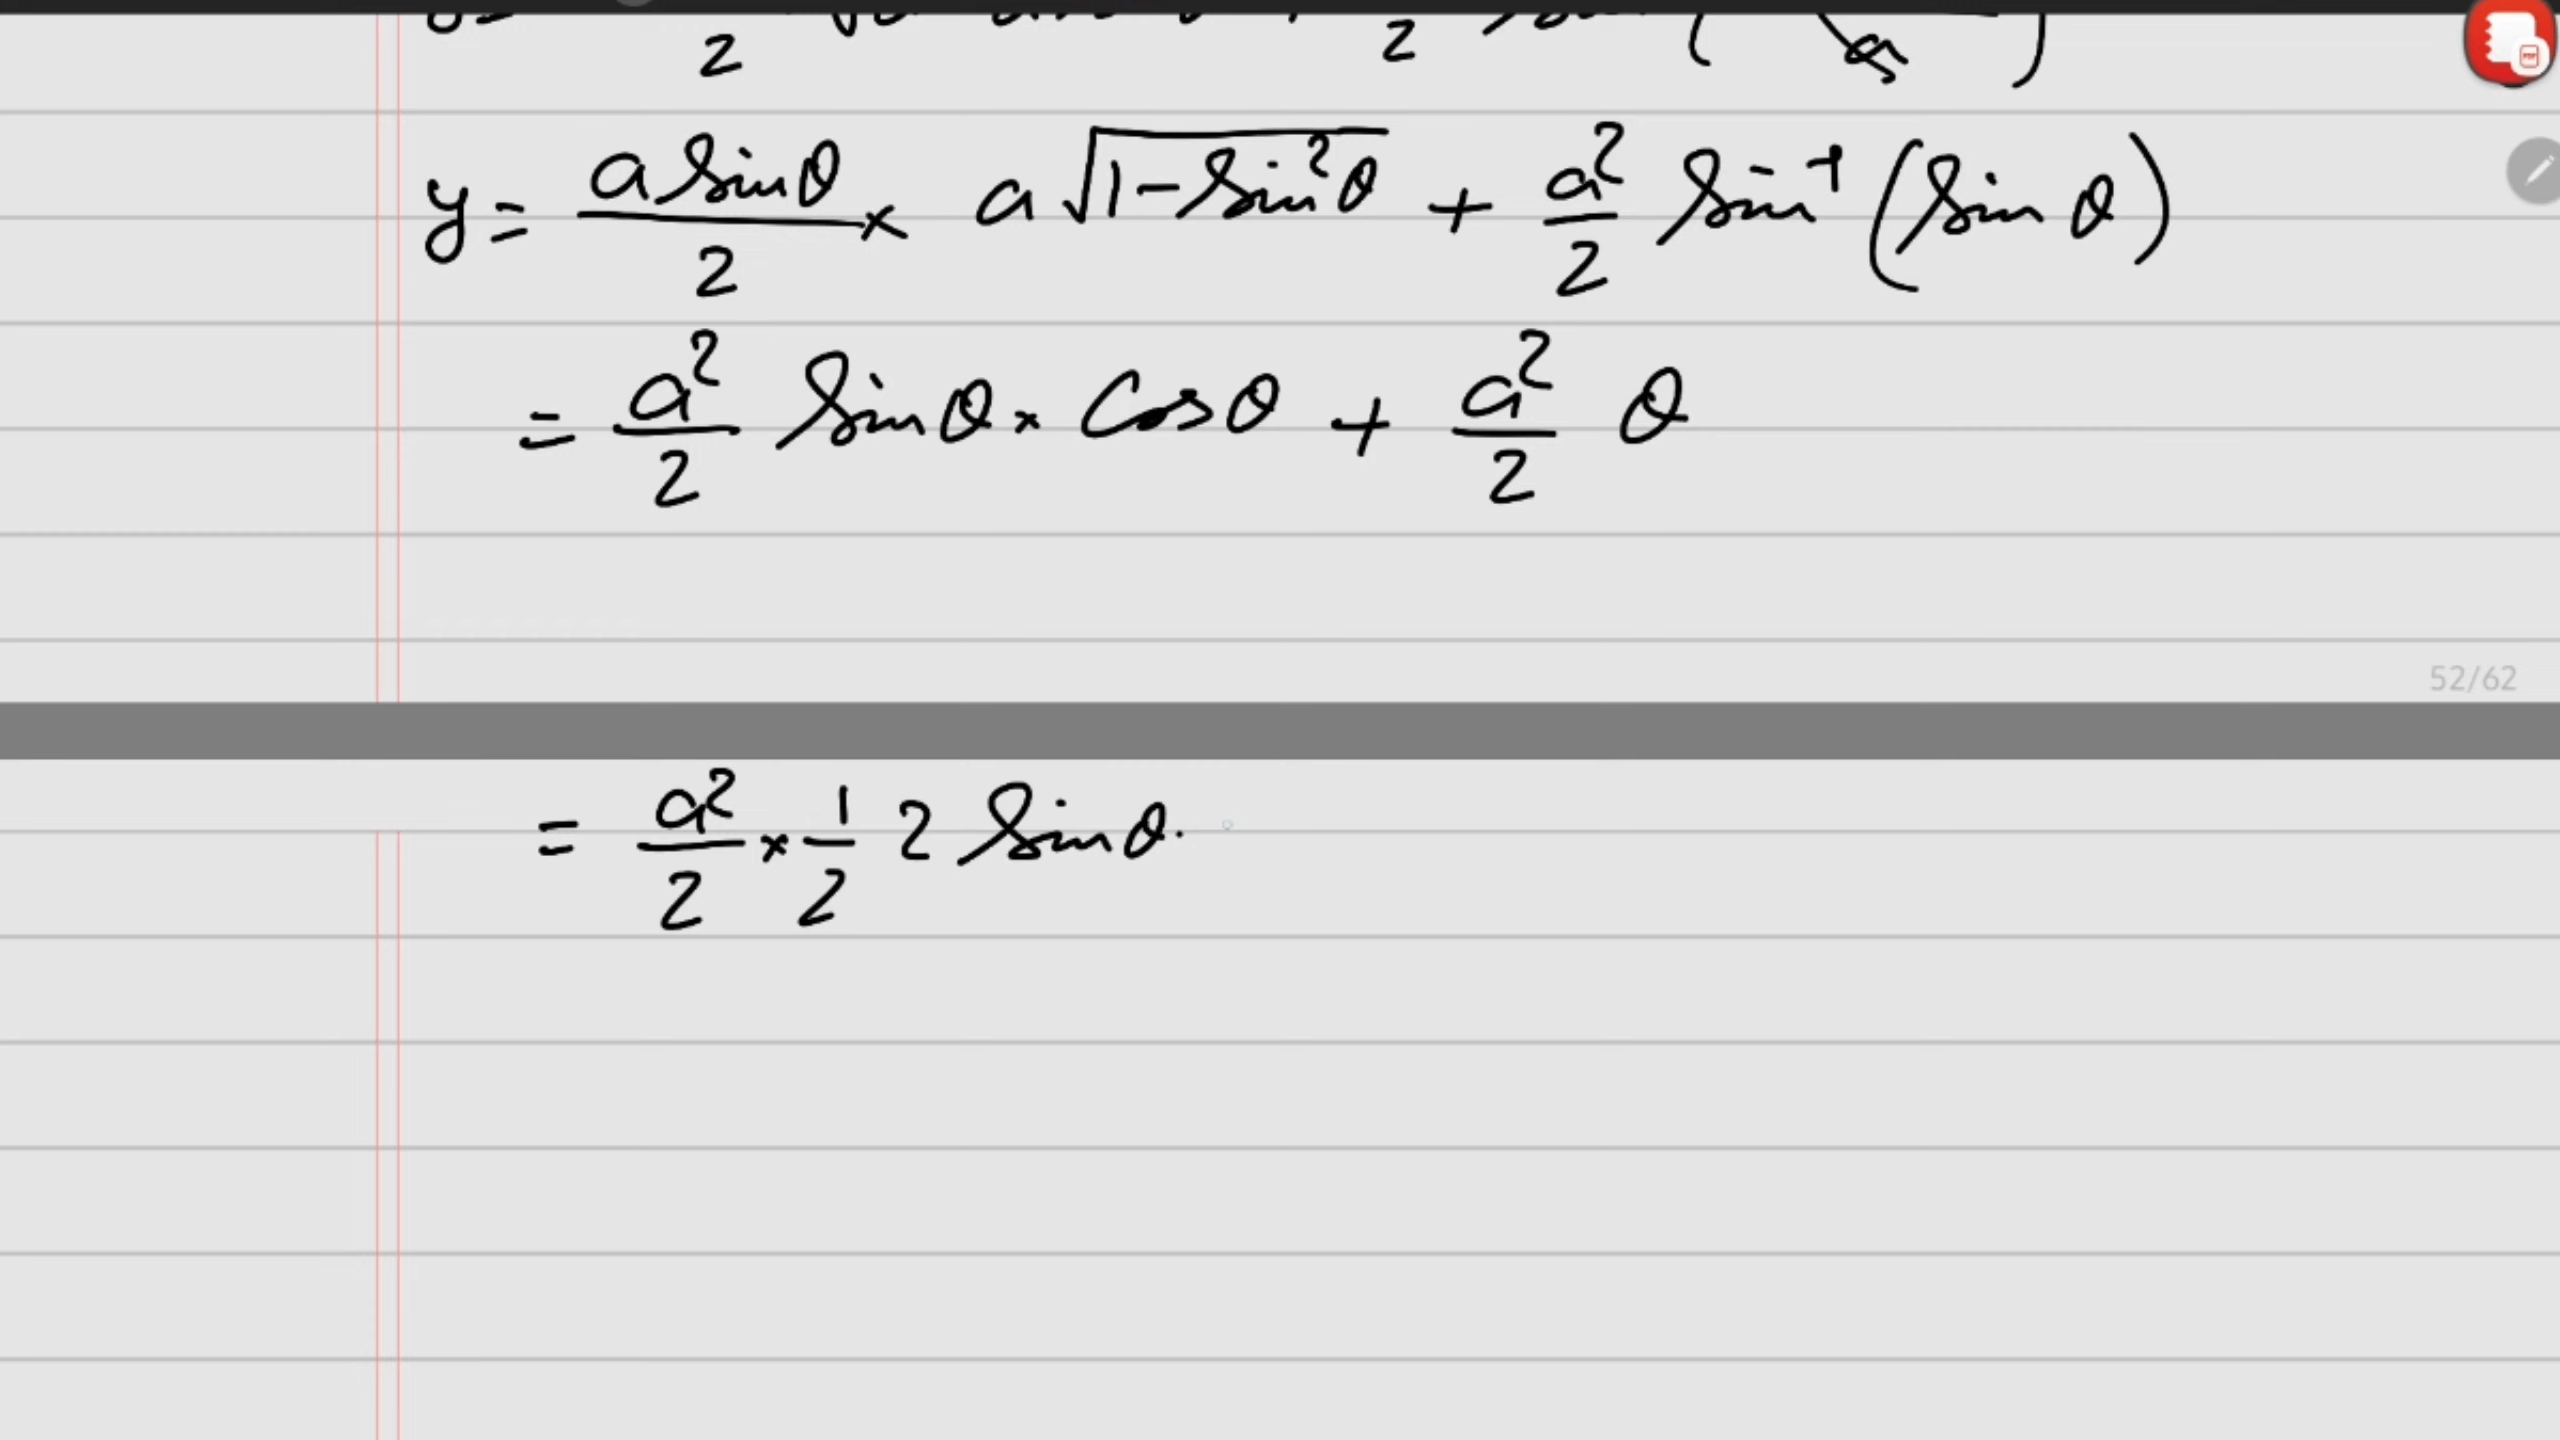 y = a sinθ / 2 × a √(1 − sin²θ) + a²/2 sin⁻¹ (sin θ)
= a²/2 sinθ × cosθ + a²/2 θ
52/62
= a²/2 × 1/2 2 sinθ.